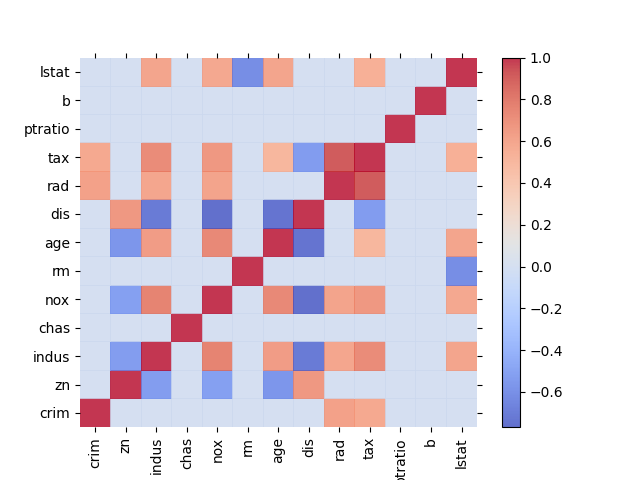 lstat
b
ptratio
tax
rad
dis
age
rm
nox
chas
indus
zn
crim
crim
zn
indus
chas
nox
rm
age
dis
rad
tax
ptratio
b
lstat
1.0
0.8
0.6
0.4
0.2
0.0
−0.2
−0.4
−0.6